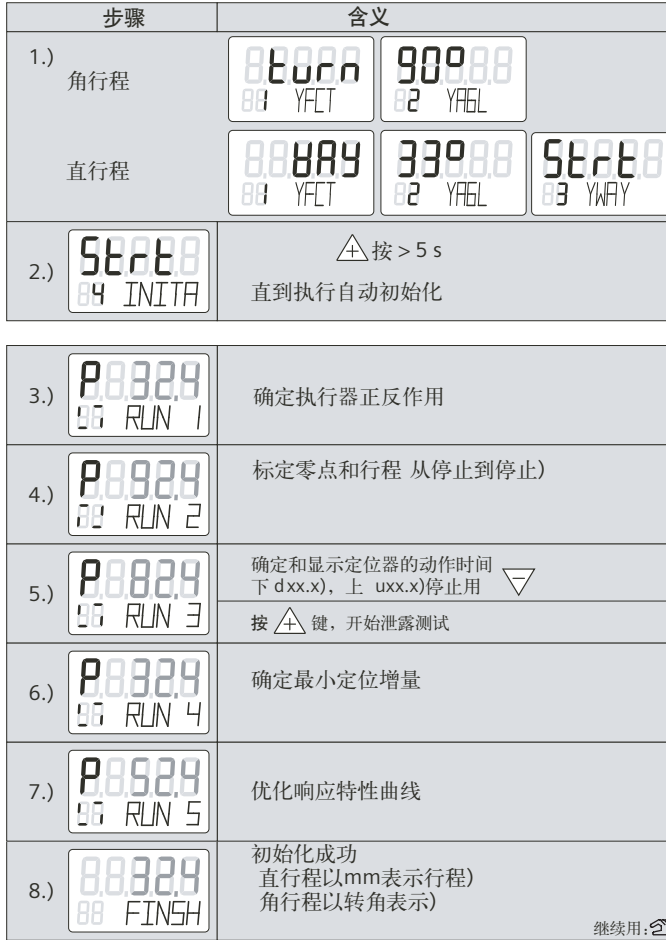 步骤 含义
1.)
角行程
turn 90°
1 YFCT 2 YAGL
直行程
WAY 33° Strt
1 YFCT 2 YAGL 3 YWAY
2.)
Strt
4 INITA
按 > 5 s
直到执行自动初始化
3.)
P 32.4
RUN 1
确定执行器正反作用
4.)
P 92.4
RUN 2
标定零点和行程 从停止到停止)
5.)
P 82.4
RUN 3
确定和显示定位器的动作时间
下 dxx.x), 上 uxx.x)停止用
按 + 键, 开始泄露测试
6.)
P 32.4
RUN 4
确定最小定位增量
7.)
P 52.4
RUN 5
优化响应特性曲线
8.)
32.4
FINSH
初始化成功
直行程以mm表示行程)
角行程以转角表示)
继续用: